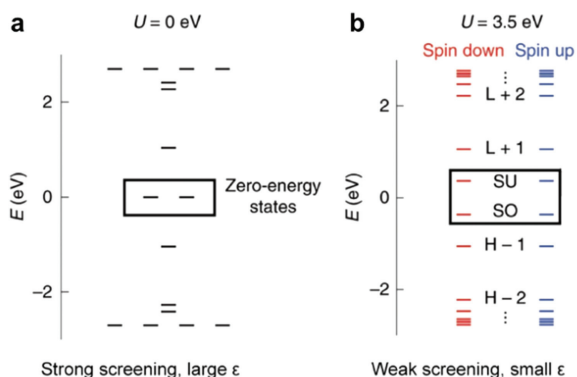 a
U = 0 eV
2
0
−2
E (eV)
Zero-energy
states
Strong screening, large ε
b
U = 3.5 eV
Spin down
Spin up
2
0
−2
E (eV)
⋮
L + 2
L + 1
SU
SO
H − 1
H − 2
⋮
Weak screening, small ε